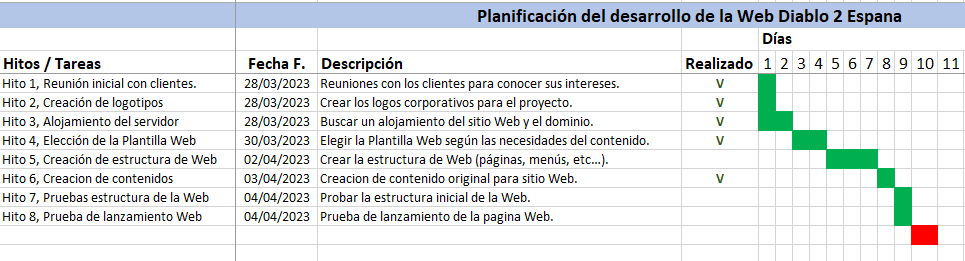 Planificación del desarrollo de la Web Diablo 2 Espana
Días
Hitos / Tareas Fecha F. Descripción Realizado 1 2 3 4 5 6 7 8 9 10 11
Hito 1, Reunión inicial con clientes. 28/03/2023 Reuniones con los clientes para conocer sus intereses. V
Hito 2, Creación de logotipos 28/03/2023 Crear los logos corporativos para el proyecto. V
Hito 3, Alojamiento del servidor 28/03/2023 Buscar un alojamiento del sitio Web y el dominio. V
Hito 4, Elección de la Plantilla Web 30/03/2023 Elegir la Plantilla Web según las necesidades del contenido. V
Hito 5, Creación de estructura de Web 02/04/2023 Crear la estructura de Web (páginas, menús, etc…).
Hito 6, Creacion de contenidos 03/04/2023 Creacion de contenido original para sitio Web. V
Hito 7, Pruebas estructura de la Web 04/04/2023 Probar la estructura inicial de la Web.
Hito 8, Prueba de lanzamiento Web 04/04/2023 Prueba de lanzamiento de la pagina Web.